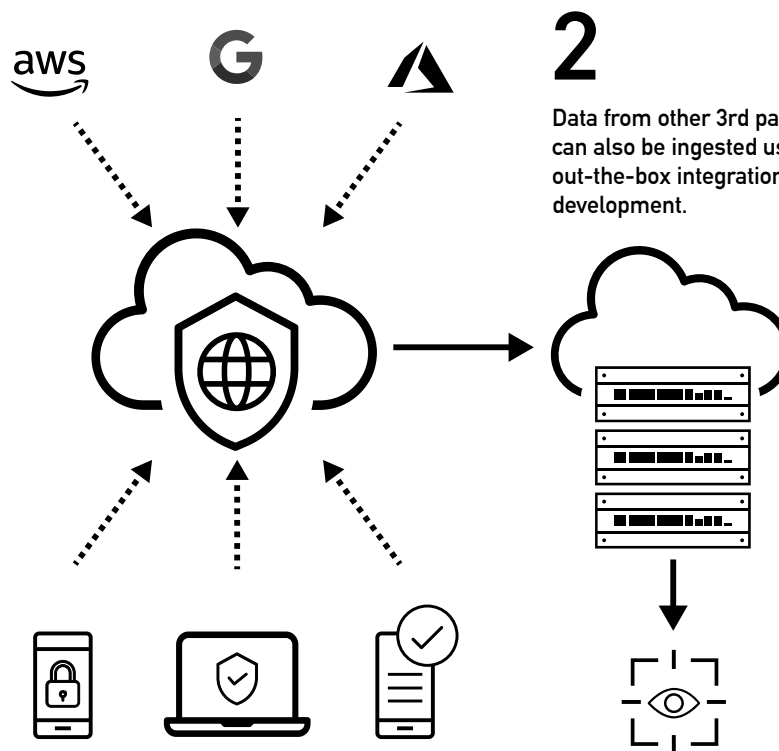 aws
G
2
Data from other 3rd pa
can also be ingested us
out-the-box integration
development.